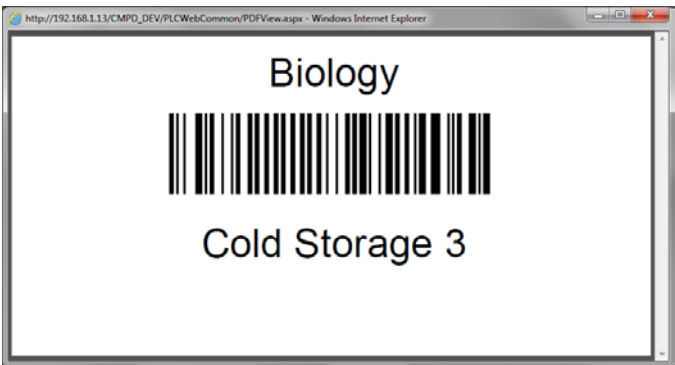 http://192.168.1.13/CMPD_DEV/PLCWebCommon/PDFView.aspx - Windows Internet Explorer
Biology
Cold Storage 3